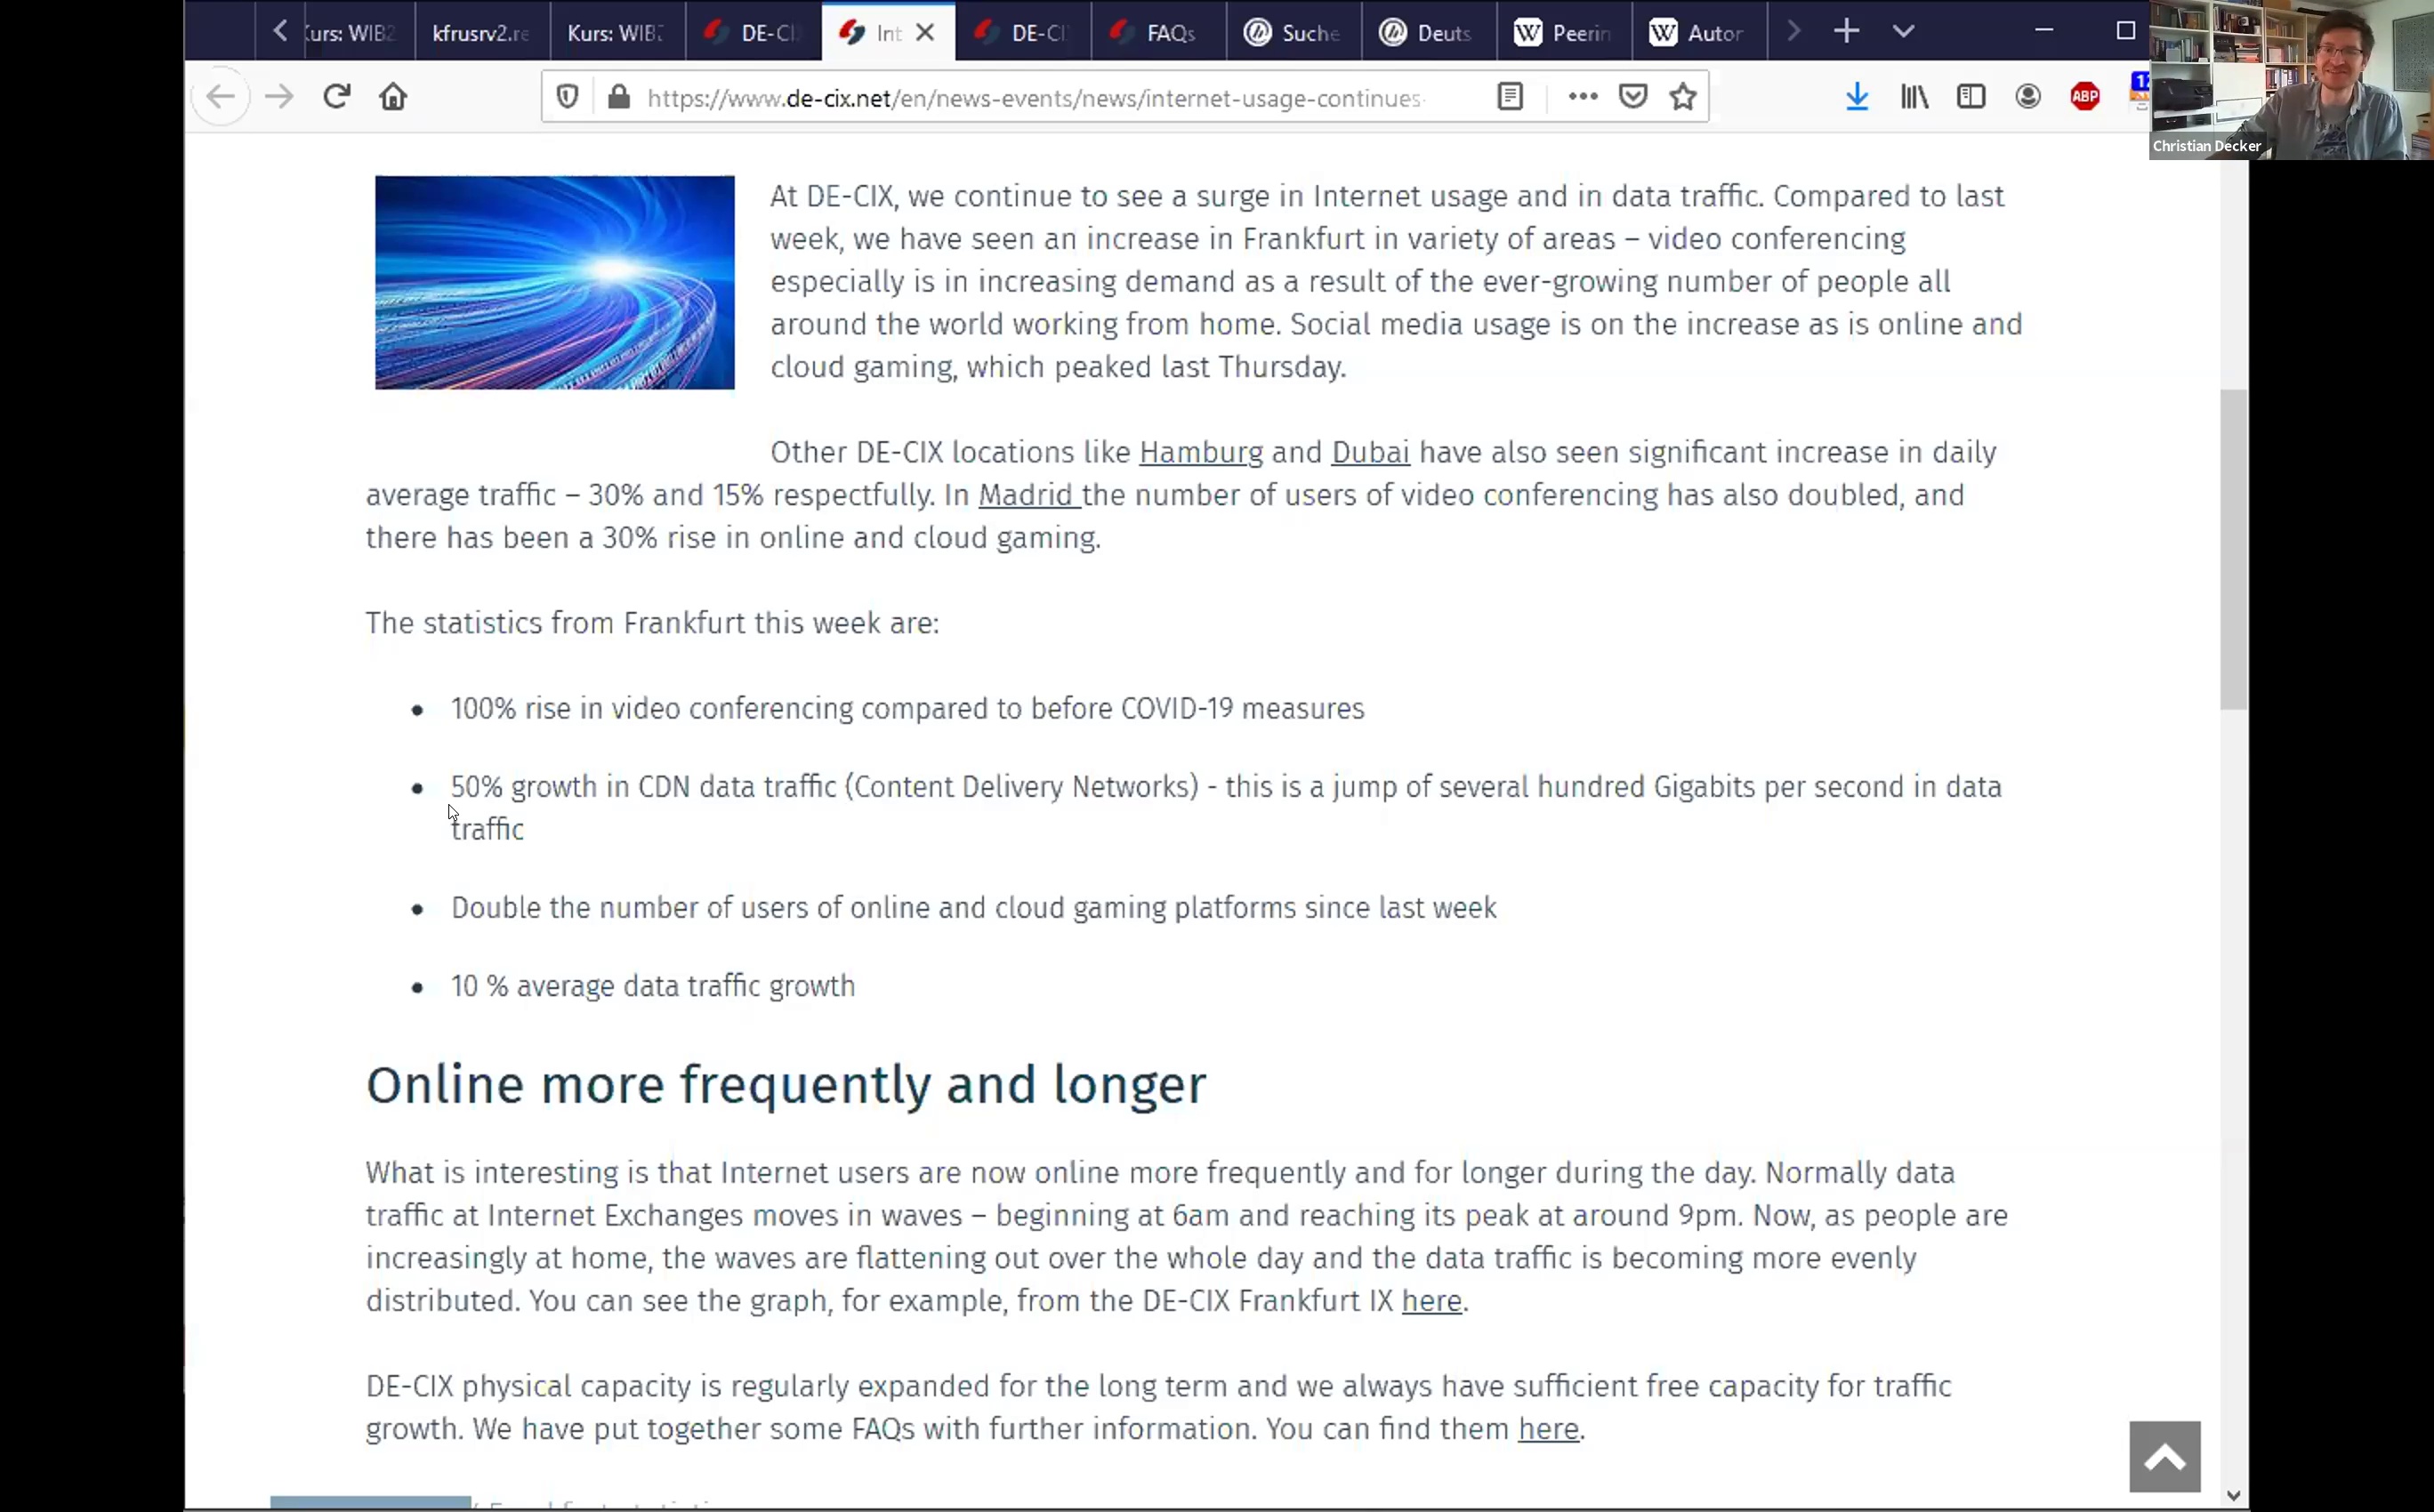 urs: WIB2
kfrusrv2.re
Kurs: WIB2
DE-CI
Int
DE-CI
FAQs
Suche
Deuts
Peerin
Autor
https://www.de-cix.net/en/news-events/news/internet-usage-continues
ABP
12
Christian Decker
At DE-CIX, we continue to see a surge in Internet usage and in data traffic. Compared to last
week, we have seen an increase in Frankfurt in variety of areas – video conferencing
especially is in increasing demand as a result of the ever-growing number of people all
around the world working from home. Social media usage is on the increase as is online and
cloud gaming, which peaked last Thursday.
Other DE-CIX locations like Hamburg and Dubai have also seen significant increase in daily
average traffic – 30% and 15% respectfully. In Madrid the number of users of video conferencing has also doubled, and
there has been a 30% rise in online and cloud gaming.
The statistics from Frankfurt this week are:
• 100% rise in video conferencing compared to before COVID-19 measures
• 50% growth in CDN data traffic (Content Delivery Networks) - this is a jump of several hundred Gigabits per second in data
traffic
• Double the number of users of online and cloud gaming platforms since last week
• 10 % average data traffic growth
Online more frequently and longer
What is interesting is that Internet users are now online more frequently and for longer during the day. Normally data
traffic at Internet Exchanges moves in waves – beginning at 6am and reaching its peak at around 9pm. Now, as people are
increasingly at home, the waves are flattening out over the whole day and the data traffic is becoming more evenly
distributed. You can see the graph, for example, from the DE-CIX Frankfurt IX here.
DE-CIX physical capacity is regularly expanded for the long term and we always have sufficient free capacity for traffic
growth. We have put together some FAQs with further information. You can find them here.